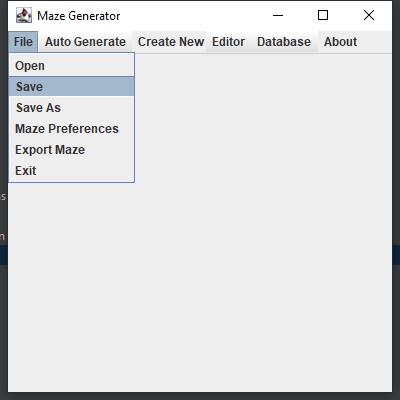 Maze Generator
File Auto Generate Create New Editor Database About
Open
Save
Save As
Maze Preferences
Export Maze
Exit